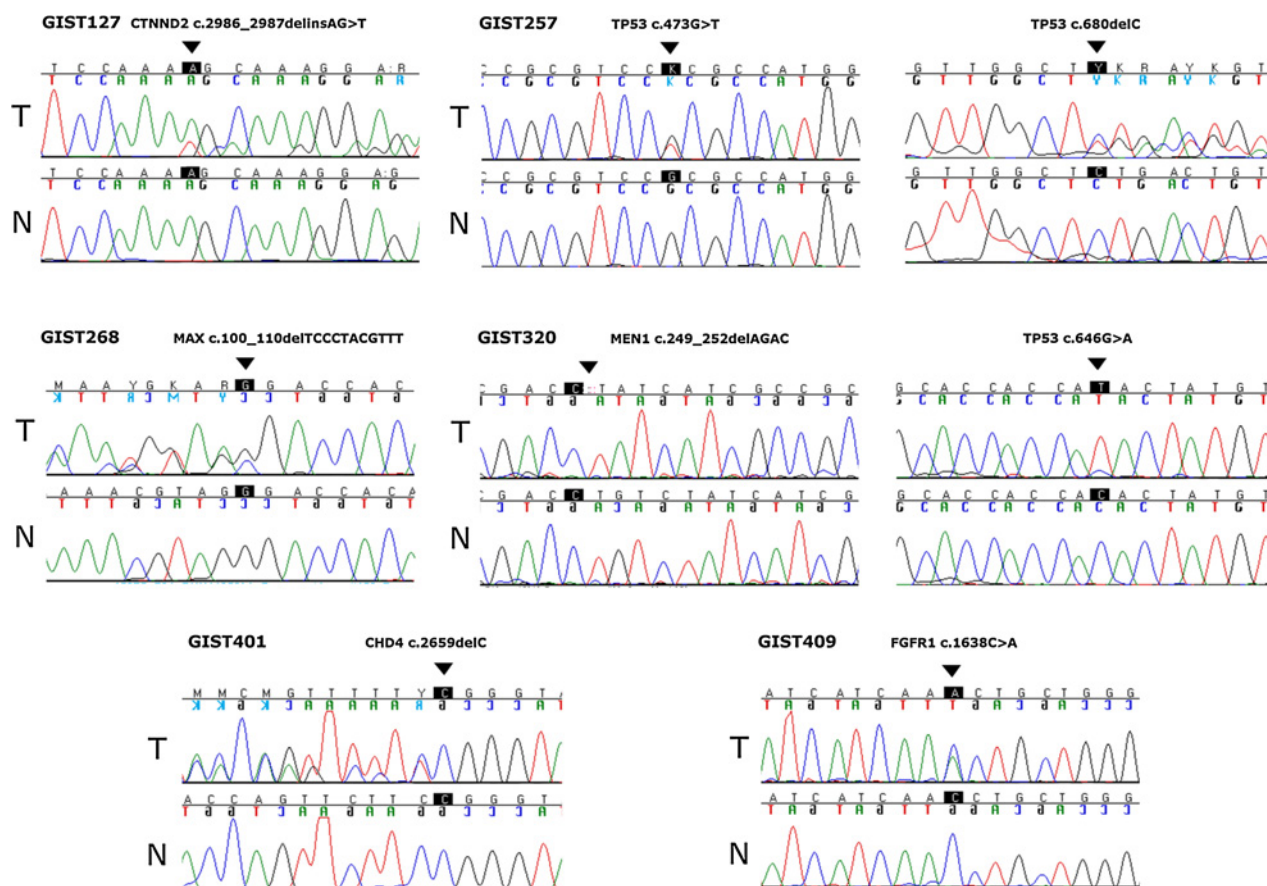 GIST127 CTNND2 c.2986_2987delinsAG>T
T C C A A A A G C A A A G G A R
T C C A A A A G C A A A G G A R
T
T C C A A A A G C A A A G G A G
T C C A A A A G C A A A G G A G
N
GIST257 TP53 c.473G>T
C C G C G T C C K C G C C A T G G
C C G C G T C C K C G C C A T G G
T
C C G C G T C C G C G C C A T G G
C C G C G T C C G C G C C A T G G
N
TP53 c.680delC
G T T G G C T Y K R A Y K G T
G T T G G C T Y K R A Y K G T
G T T G G C T C T G A C T G T
G T T G G C T C T G A C T G T
GIST268 MAX c.100_110delTCCCTACGTTT
M A A Y G K A R G G A C C A C
K T T R C M T Y C C T G G T G
T
A A A C G T A G G G A C C A C A
T T T G C A T C C C T G G T G T
N
GIST320 MEN1 c.249_252delAGAC
C G A C C T A T C A T C G C C G C
C T G G A T A G T A G C G G C G
T
C G A C C T G T C T A T C A T C G
C T G G A C A G A T A G T A G C
N
TP53 c.646G>A
G C A C C A C C A T A C T A T G T
G C A C C A C C A T A C T A T G T
G C A C C A C C A C A C T A T G T
G C A C C A C C A C A C T A T G T
GIST401 CHD4 c.2659delC
M M C M G T T T T T Y C G G G T A
K K G K C A A A A A R G C C C A T
T
A C C A G T T C T T C C G G G T
T G G T C A A G A A G G C C C A
N
GIST409 FGFR1 c.1638C>A
A T C A T C A A A C T G C T G G G
T A G T A G T T T G A C G A C C C
T
A T C A T C A A C C T G C T G G G
T A G T A G T T G G A C G A C C C
N